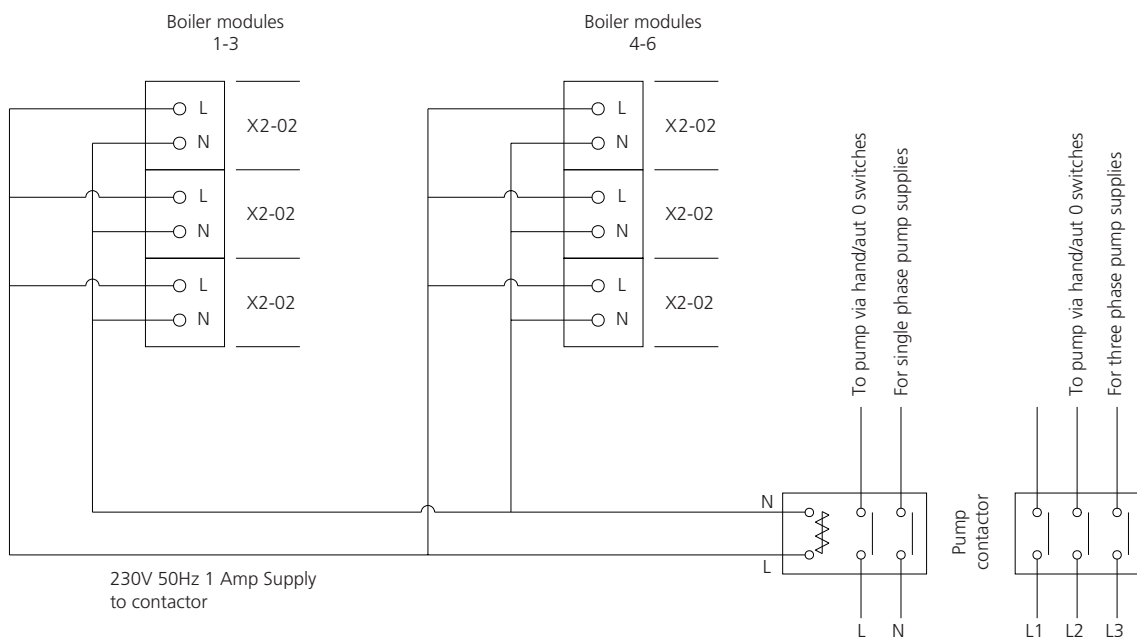 Boiler modules
1-3
Boiler modules
4-6
L
N
X2-02
L
N
X2-02
L
N
X2-02
L
N
X2-02
L
N
X2-02
L
N
X2-02
To pump via hand/aut 0 switches
For single phase pump supplies
To pump via hand/aut 0 switches
For three phase pump supplies
N
L
Pump
contactor
230V 50Hz 1 Amp Supply
to contactor
L
N
L1
L2
L3